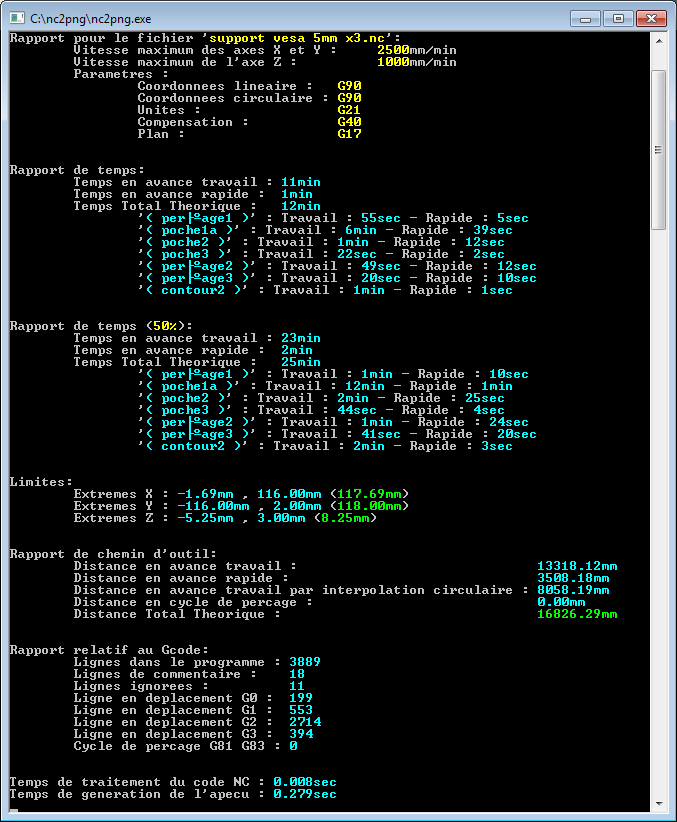 C:\nc2png\nc2png.exe
Rapport pour le fichier 'support vesa 5mm x3.nc':
Vitesse maximum des axes X et Y : 2500mm/min
Vitesse maximum de l'axe Z : 1000mm/min
Parametres :
Coordonnees lineaire : G90
Coordonnees circulaire : G90
Unites : G21
Compensation : G40
Plan : G17
Rapport de temps:
Temps en avance travail : 11min
Temps en avance rapide : 1min
Temps Total Theorique : 12min
'( per├ºage1 )' : Travail : 55sec - Rapide : 5sec
'( poche1a )' : Travail : 6min - Rapide : 39sec
'( poche2 )' : Travail : 1min - Rapide : 12sec
'( poche3 )' : Travail : 22sec - Rapide : 2sec
'( per├ºage2 )' : Travail : 49sec - Rapide : 12sec
'( per├ºage3 )' : Travail : 20sec - Rapide : 10sec
'( contour2 )' : Travail : 1min - Rapide : 1sec
Rapport de temps (50%):
Temps en avance travail : 23min
Temps en avance rapide : 2min
Temps Total Theorique : 25min
'( per├ºage1 )' : Travail : 1min - Rapide : 10sec
'( poche1a )' : Travail : 12min - Rapide : 1min
'( poche2 )' : Travail : 2min - Rapide : 25sec
'( poche3 )' : Travail : 44sec - Rapide : 4sec
'( per├ºage2 )' : Travail : 1min - Rapide : 24sec
'( per├ºage3 )' : Travail : 41sec - Rapide : 20sec
'( contour2 )' : Travail : 2min - Rapide : 3sec
Limites:
Extremes X : -1.69mm , 116.00mm (117.69mm)
Extremes Y : -116.00mm , 2.00mm (118.00mm)
Extremes Z : -5.25mm , 3.00mm (8.25mm)
Rapport de chemin d'outil:
Distance en avance travail : 13318.12mm
Distance en avance rapide : 3508.18mm
Distance en avance travail par interpolation circulaire : 8058.19mm
Distance en cycle de percage : 0.00mm
Distance Total Theorique : 16826.29mm
Rapport relatif au Gcode:
Lignes dans le programme : 3889
Lignes de commentaire : 18
Lignes ignorees : 11
Ligne en deplacement G0 : 199
Ligne en deplacement G1 : 553
Ligne en deplacement G2 : 2714
Ligne en deplacement G3 : 394
Cycle de percage G81 G83 : 0
Temps de traitement du code NC : 0.008sec
Temps de generation de l'apecu : 0.279sec